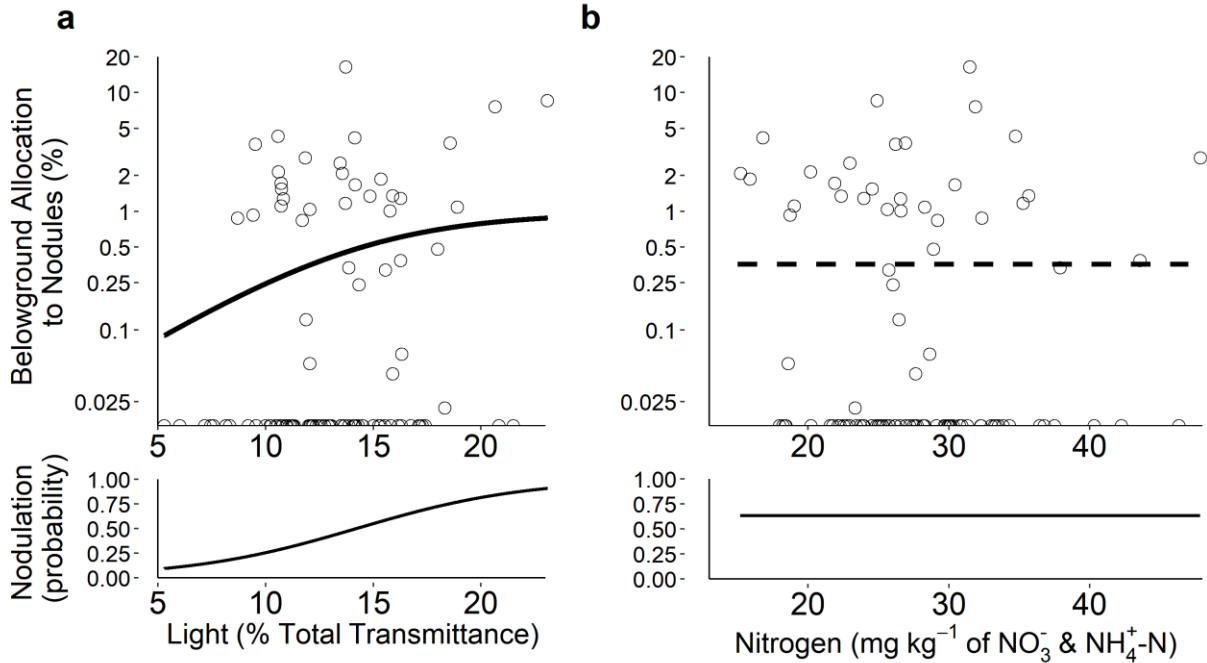 a
b
Belowground Allocation
to Nodules (%)
20
10
5
2
1
0.5
0.25
0.1
0.025
5 10 15 20
20
10
5
2
1
0.5
0.25
0.1
0.025
20 30 40
Nodulation
(probability)
1.00
0.75
0.50
0.25
0.00
5 10 15 20
Light (% Total Transmittance)
1.00
0.75
0.50
0.25
0.00
20 30 40
Nitrogen (mg kg⁻¹ of NO₃⁻ & NH₄⁺-N)